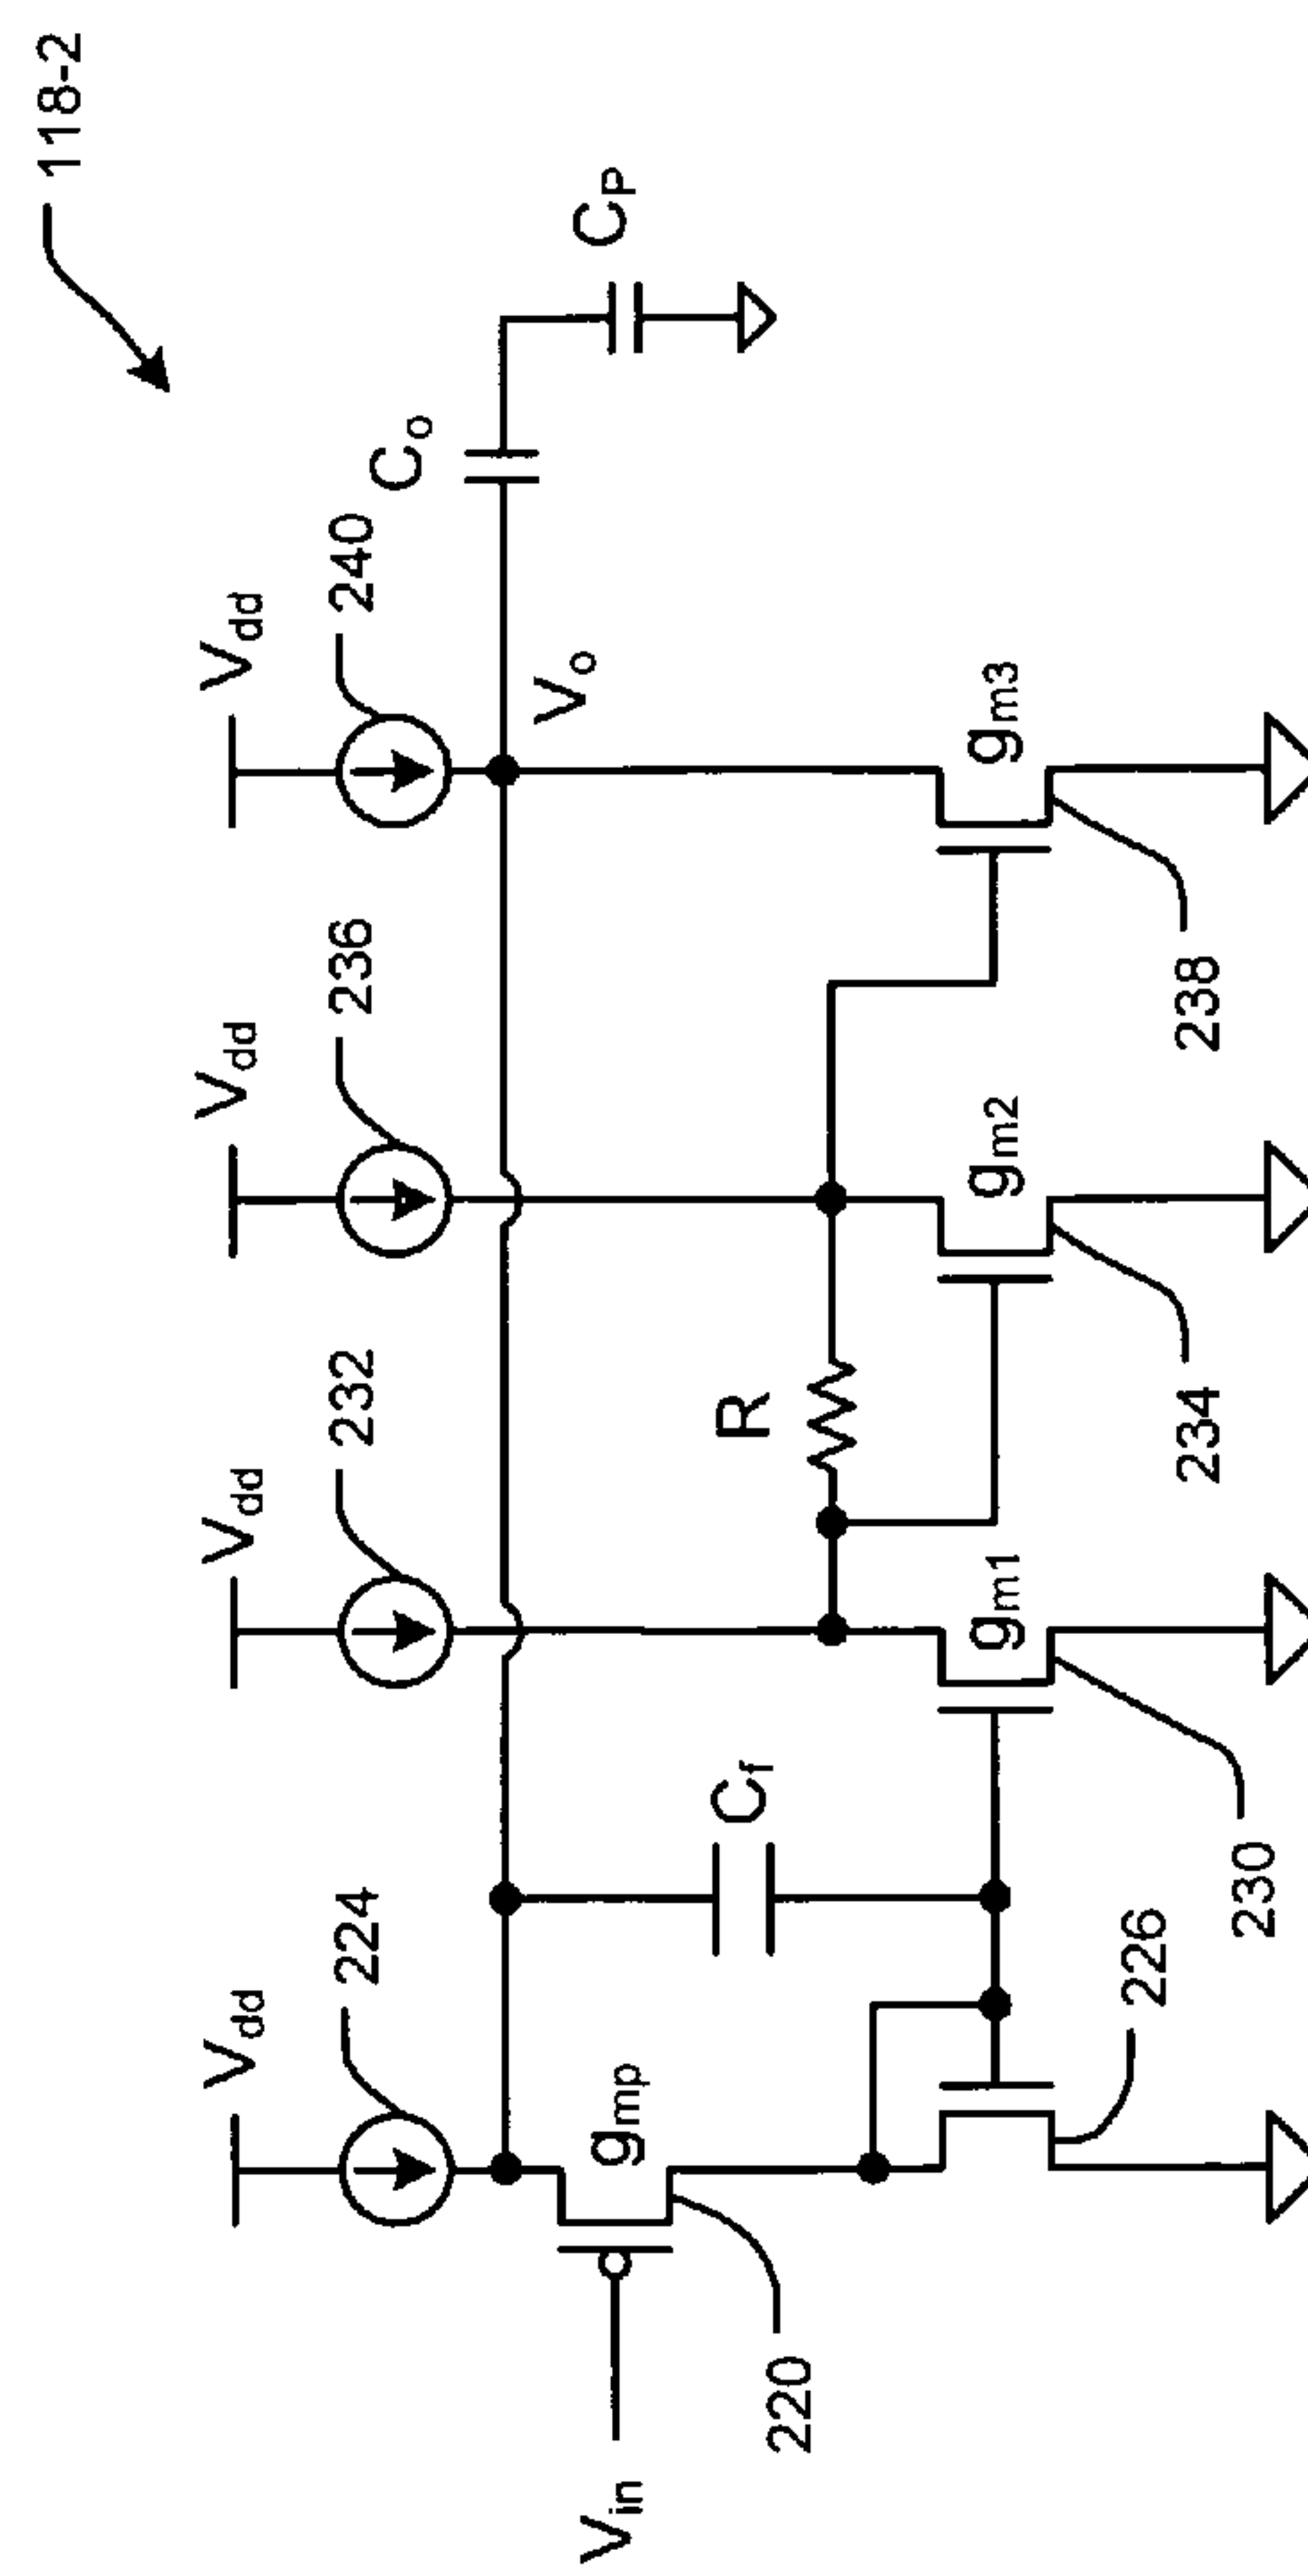 118-2
Vdd
Vdd
Vdd
Vdd
224
232
236
240
Co
CP
Vo
Vin
gmp
Cf
R
220
226
gm1
gm2
gm3
230
234
238